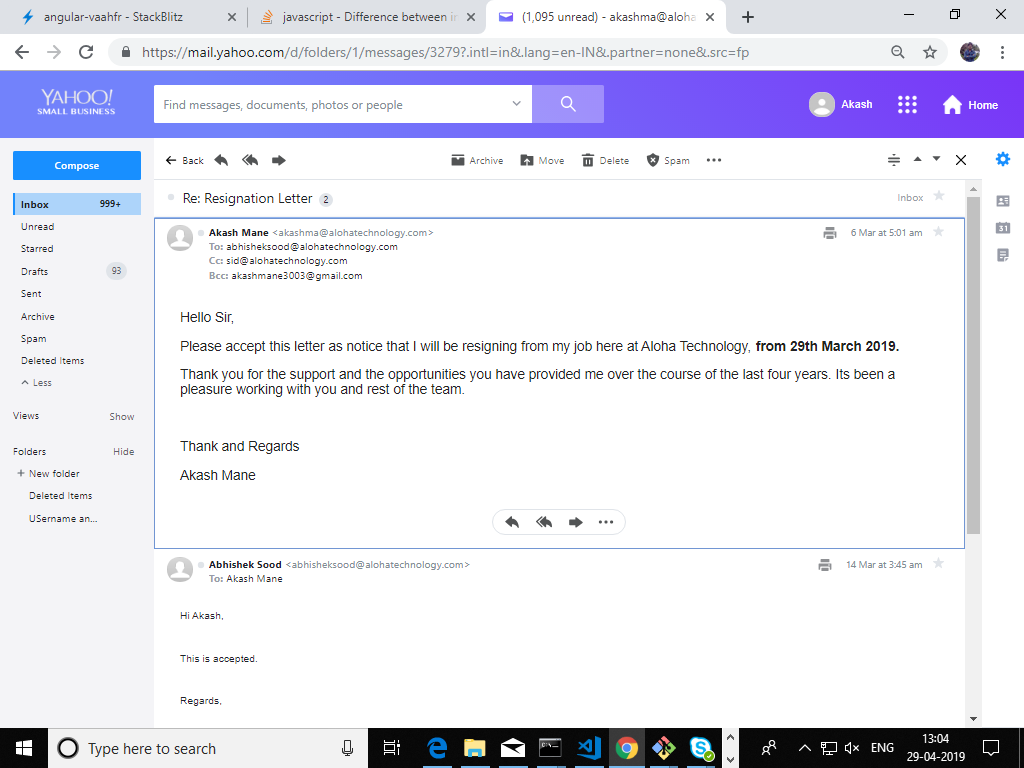 angular-vaahfr - StackBlitz
javascript - Difference between in
(1,095 unread) - akashma@aloha
https://mail.yahoo.com/d/folders/1/messages/3279?.intl=in&.lang=en-IN&.partner=none&.src=fp
YAHOO!
SMALL BUSINESS
Find messages, documents, photos or people
Akash
Home
Compose
Back
Archive
Move
Delete
Spam
Inbox 999+
Unread
Starred
Drafts 93
Sent
Archive
Spam
Deleted Items
Less
Views Show
Folders Hide
+ New folder
Deleted Items
USername an...
31
Re: Resignation Letter 2
Inbox
Akash Mane <akashma@alohatechnology.com>
6 Mar at 5:01 am
To: abhisheksood@alohatechnology.com
Cc: sid@alohatechnology.com
Bcc: akashmane3003@gmail.com
Hello Sir,
Please accept this letter as notice that I will be resigning from my job here at Aloha Technology, from 29th March 2019.
Thank you for the support and the opportunities you have provided me over the course of the last four years. Its been a
pleasure working with you and rest of the team.
Thank and Regards
Akash Mane
Abhishek Sood <abhisheksood@alohatechnology.com>
14 Mar at 3:45 am
To: Akash Mane
Hi Akash,
This is accepted.
Regards,
Type here to search
ENG
13:04
29-04-2019